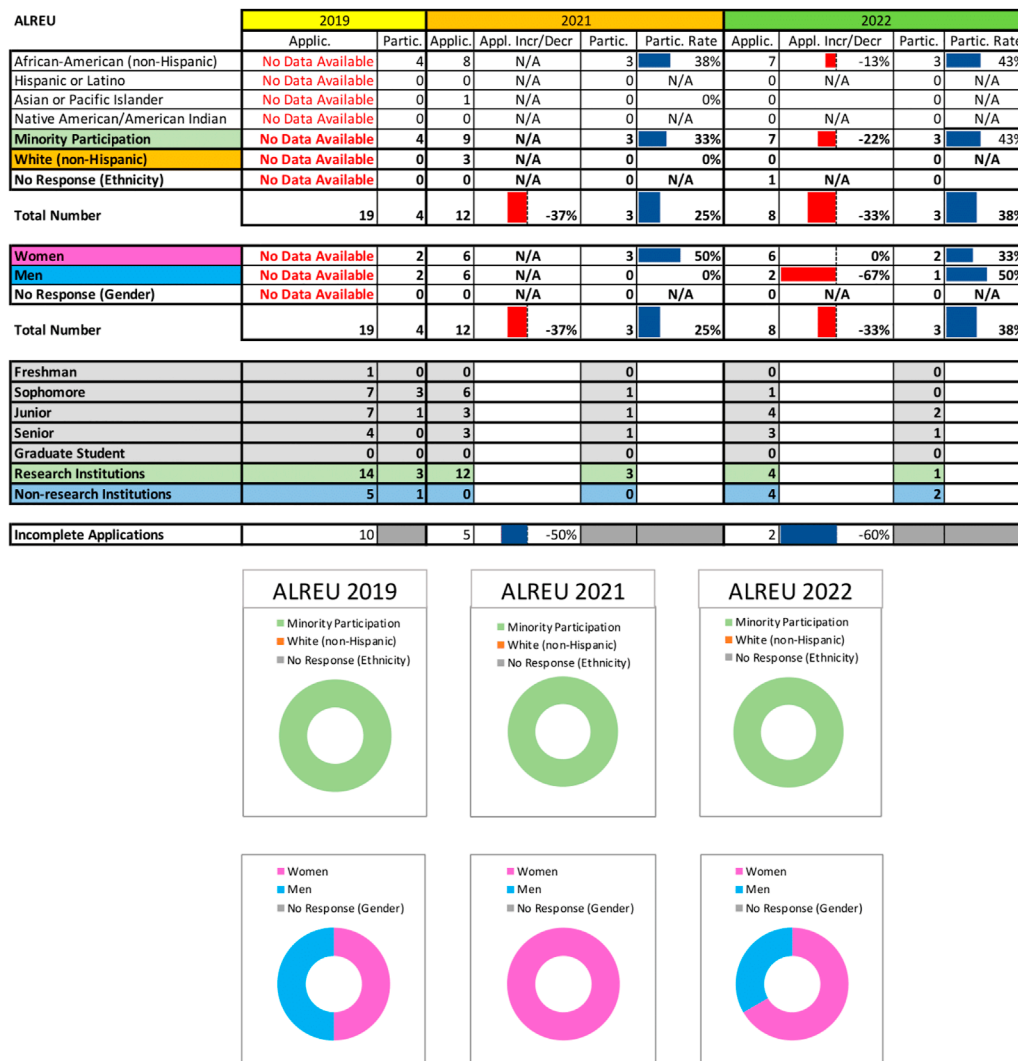 ALREU 2019 2021 2022
Applic. Partic. Applic. Appl. Incr/Decr Partic. Partic. Rate Applic. Appl. Incr/Decr Partic. Partic. Rate
African-American (non-Hispanic) No Data Available 4 8 N/A 3 38% 7 -13% 3 43%
Hispanic or Latino No Data Available 0 0 N/A 0 N/A 0 N/A 0 N/A
Asian or Pacific Islander No Data Available 0 1 N/A 0 0% 0 0 N/A
Native American/American Indian No Data Available 0 0 N/A 0 N/A 0 N/A 0 N/A
Minority Participation No Data Available 4 9 N/A 3 33% 7 -22% 3 43%
White (non-Hispanic) No Data Available 0 3 N/A 0 0% 0 0 N/A
No Response (Ethnicity) No Data Available 0 0 N/A 0 N/A 1 N/A 0
Total Number 19 4 12 -37% 3 25% 8 -33% 3 38%
Women No Data Available 2 6 N/A 3 50% 6 0% 2 33%
Men No Data Available 2 6 N/A 0 0% 2 -67% 1 50%
No Response (Gender) No Data Available 0 0 N/A 0 N/A 0 N/A 0 N/A
Total Number 19 4 12 -37% 3 25% 8 -33% 3 38%
Freshman 1 0 0 0 0
Sophomore 7 3 6 1 1 0
Junior 7 1 3 1 4 2
Senior 4 0 3 1 3 1
Graduate Student 0 0 0 0 0 0
Research Institutions 14 3 12 3 4 1
Non-research Institutions 5 1 0 0 4 2
Incomplete Applications 10 5 -50% 2 -60%
ALREU 2019
Minority Participation
White (non-Hispanic)
No Response (Ethnicity)
ALREU 2021
Minority Participation
White (non-Hispanic)
No Response (Ethnicity)
ALREU 2022
Minority Participation
White (non-Hispanic)
No Response (Ethnicity)
Women
Men
No Response (Gender)
Women
Men
No Response (Gender)
Women
Men
No Response (Gender)